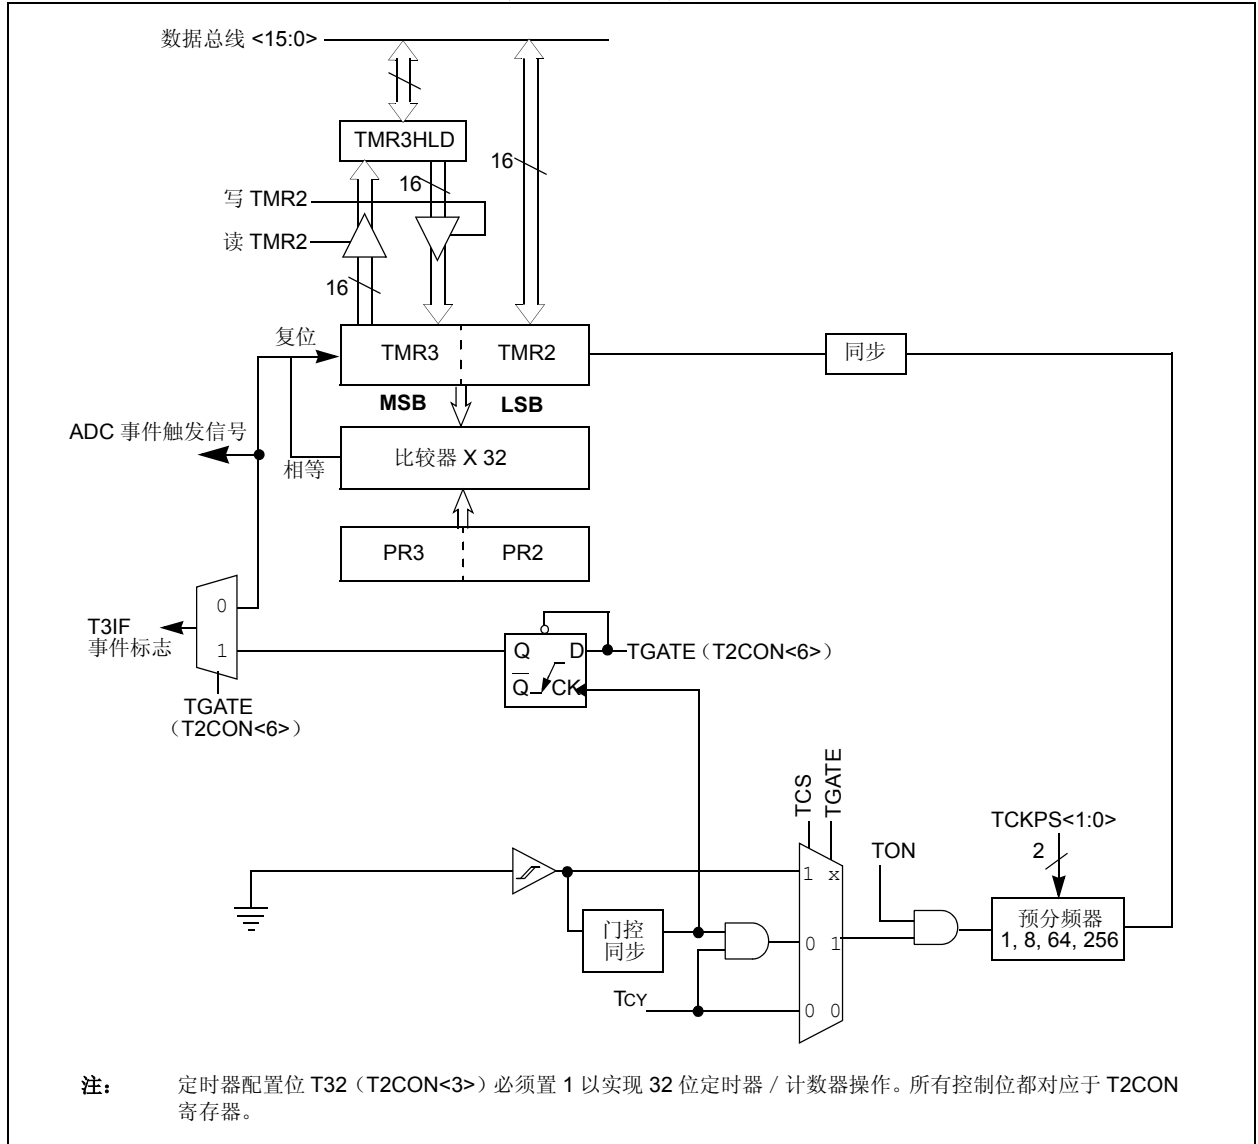 数据总线 <15:0>
TMR3HLD
16
16
写 TMR2
读 TMR2
16
复位
TMR3
TMR2
同步
MSB
LSB
ADC 事件触发信号
相等
比较器 X 32
PR3
PR2
0
1
T3IF
事件标志
TGATE
（T2CON<6>）
Q
D
Q
CK
TGATE（T2CON<6>）
TCS
TGATE
TCKPS<1:0>
2
TON
1 x
门控
同步
0 1
预分频器
1, 8, 64, 256
TCY
0 0
注： 定时器配置位 T32（T2CON<3>）必须置 1 以实现 32 位定时器 / 计数器操作。所有控制位都对应于 T2CON
寄存器。